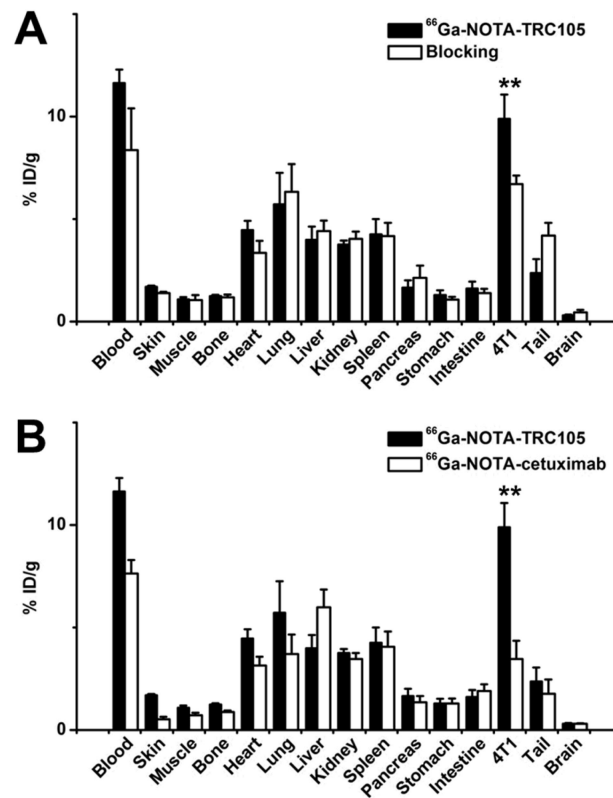 A
⁶⁶Ga-NOTA-TRC105
Blocking
**
10
% ID/g
0
Blood
Skin
Muscle
Bone
Heart
Lung
Liver
Kidney
Spleen
Pancreas
Stomach
Intestine
4T1
Tail
Brain
B
⁶⁶Ga-NOTA-TRC105
⁶⁶Ga-NOTA-cetuximab
**
10
% ID/g
0
Blood
Skin
Muscle
Bone
Heart
Lung
Liver
Kidney
Spleen
Pancreas
Stomach
Intestine
4T1
Tail
Brain